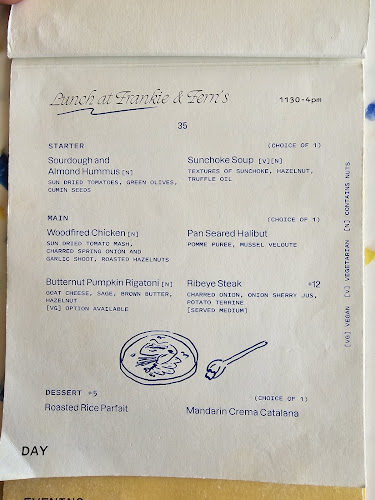 Lunch at Frankie & Fern's
1130-4pm
35
STARTER
(CHOICE OF 1)
Sourdough and
Almond Hummus [N]
SUN DRIED TOMATOES, GREEN OLIVES,
CUMIN SEEDS
Sunchoke Soup [V][N]
TEXTURES OF SUNCHOKE, HAZELNUT,
TRUFFLE OIL
MAIN
(CHOICE OF 1)
Woodfired Chicken [N]
SUN DRIED TOMATO MASH,
CHARRED SPRING ONION AND
GARLIC SHOOT, ROASTED HAZELNUTS
Pan Seared Halibut
POMME PUREE, MUSSEL VELOUTE
Butternut Pumpkin Rigatoni [N]
GOAT CHEESE, SAGE, BROWN BUTTER,
HAZELNUT
[VG] OPTION AVAILABLE
Ribeye Steak +12
CHARRED ONION, ONION SHERRY JUS,
POTATO TERRINE
[SERVED MEDIUM]
DESSERT +5
(CHOICE OF 1)
Roasted Rice Parfait
Mandarin Crema Catalana
[VG] VEGAN [V] VEGETARIAN [N] CONTAINS NUTS
DAY
EVENING